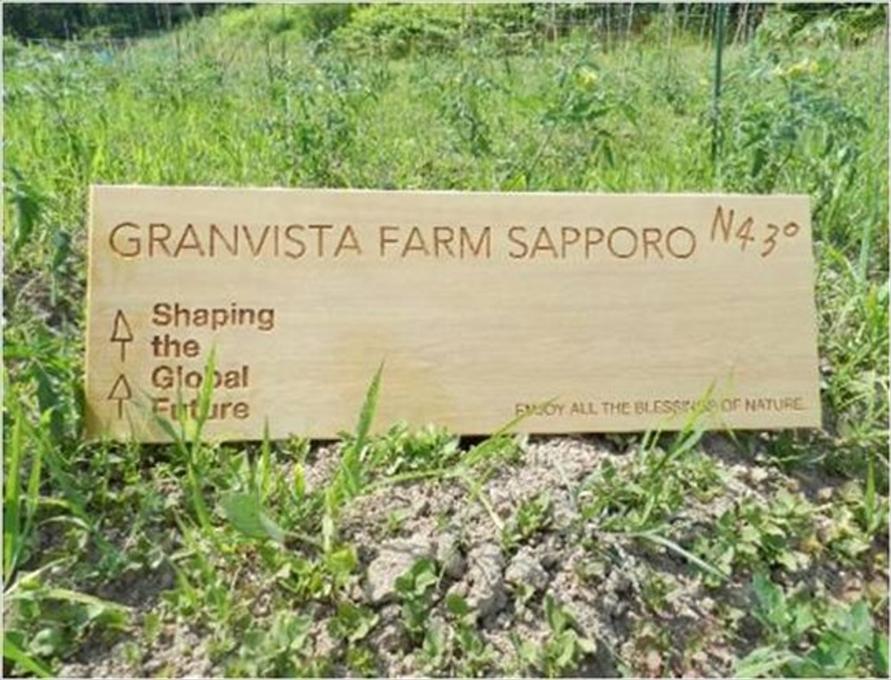 GRANVISTA FARM SAPPORO N43°
Shaping
the
Global
Future
ENJOY ALL THE BLESSINGS OF NATURE.